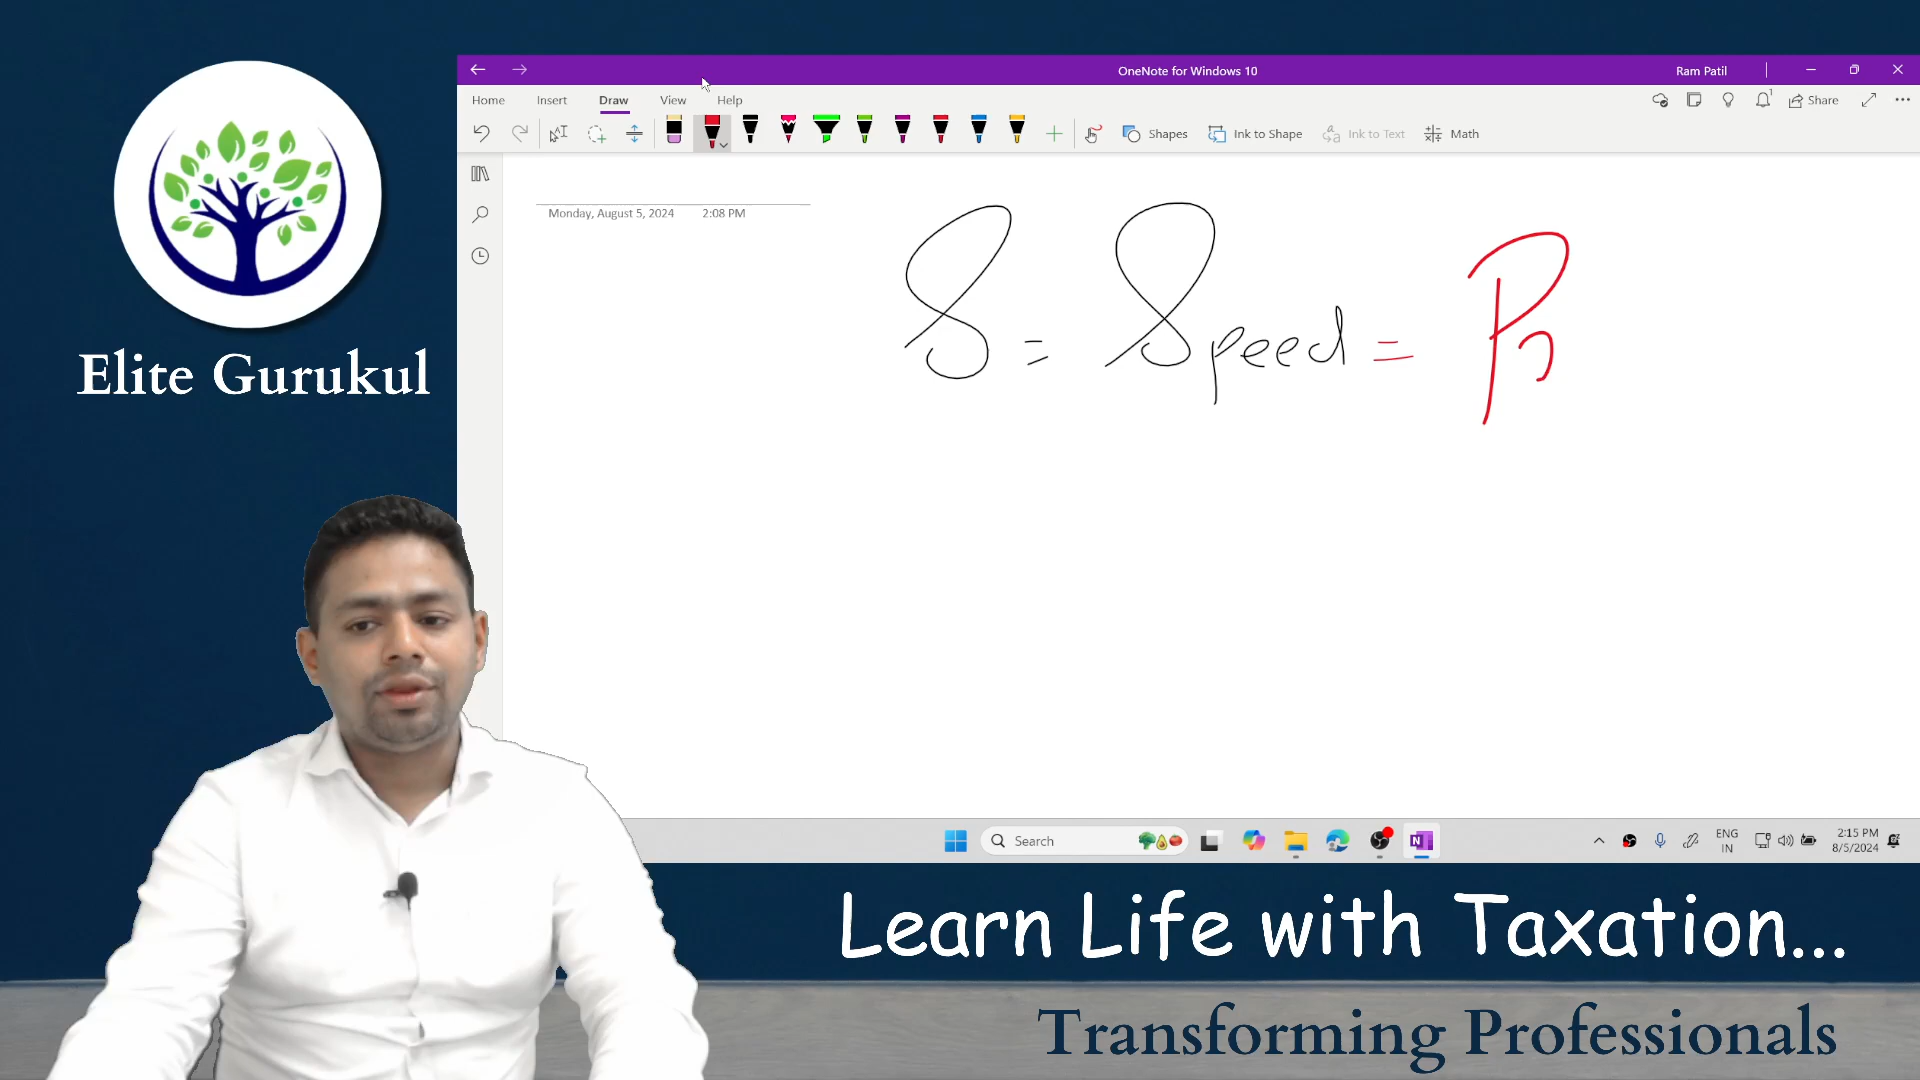 OneNote for Windows 10
Ram Patil
Home Insert Draw View Help
Share
Shapes Ink to Shape Ink to Text Math
Monday, August 5, 2024 2:08 PM
S = Speed =
Elite Gurukul
Search
ENG
IN
2:15 PM
8/5/2024
Learn Life with Taxation...
Transforming Professionals